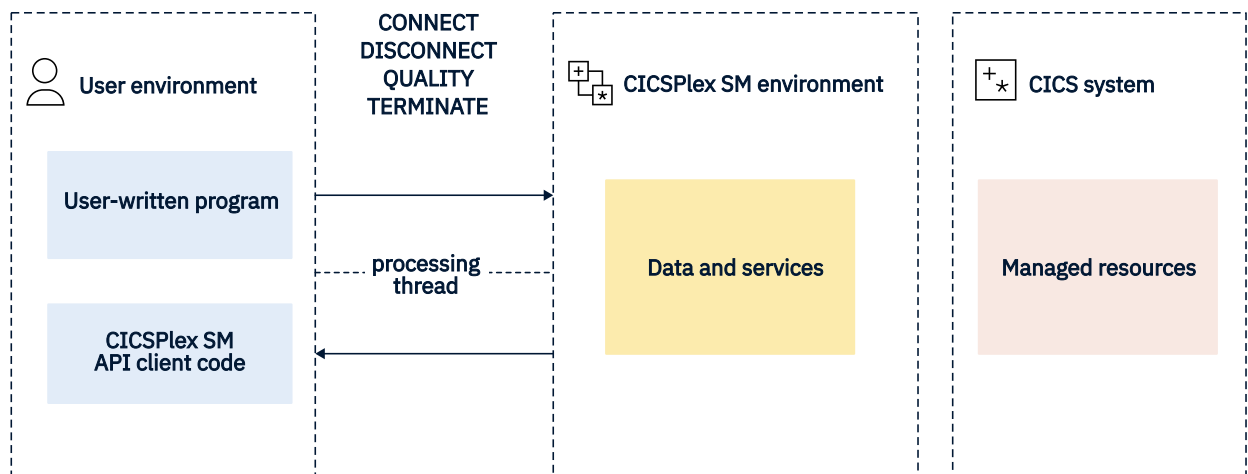 User environment
User-written program
CICSPlex SM
API client code
CONNECT
DISCONNECT
QUALITY
TERMINATE
processing
thread
CICSPlex SM environment
Data and services
CICS system
Managed resources